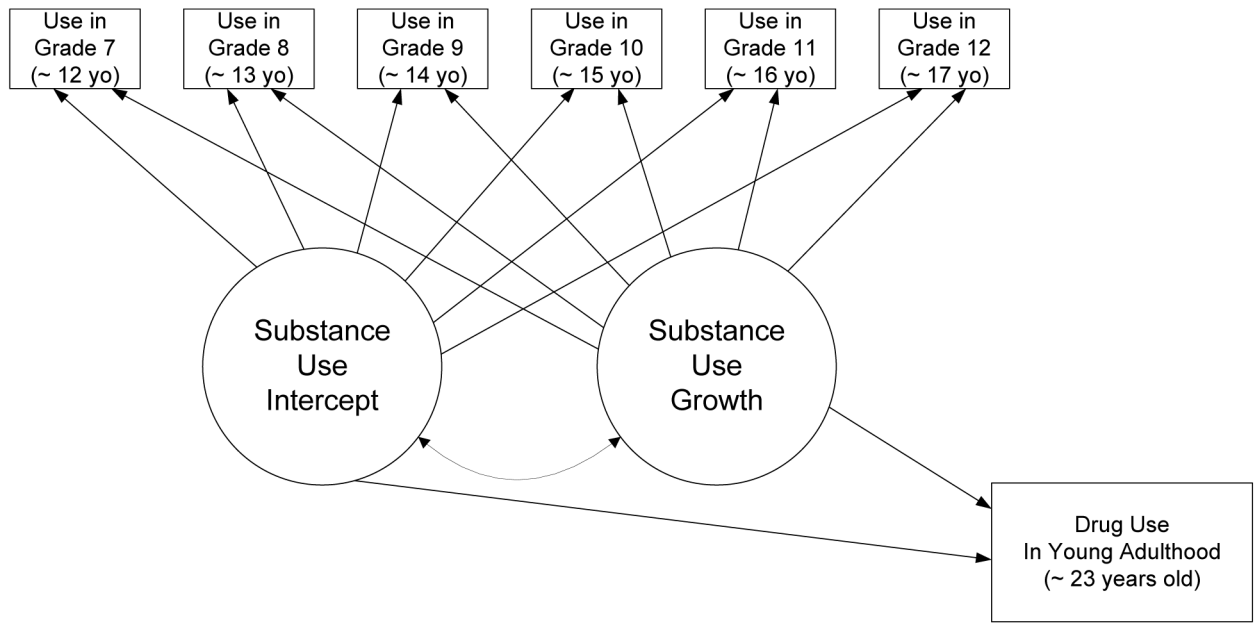 Use in
Grade 7
(~ 12 yo)
Use in
Grade 8
(~ 13 yo)
Use in
Grade 9
(~ 14 yo)
Use in
Grade 10
(~ 15 yo)
Use in
Grade 11
(~ 16 yo)
Use in
Grade 12
(~ 17 yo)
Substance
Use
Intercept
Substance
Use
Growth
Drug Use
In Young Adulthood
(~ 23 years old)